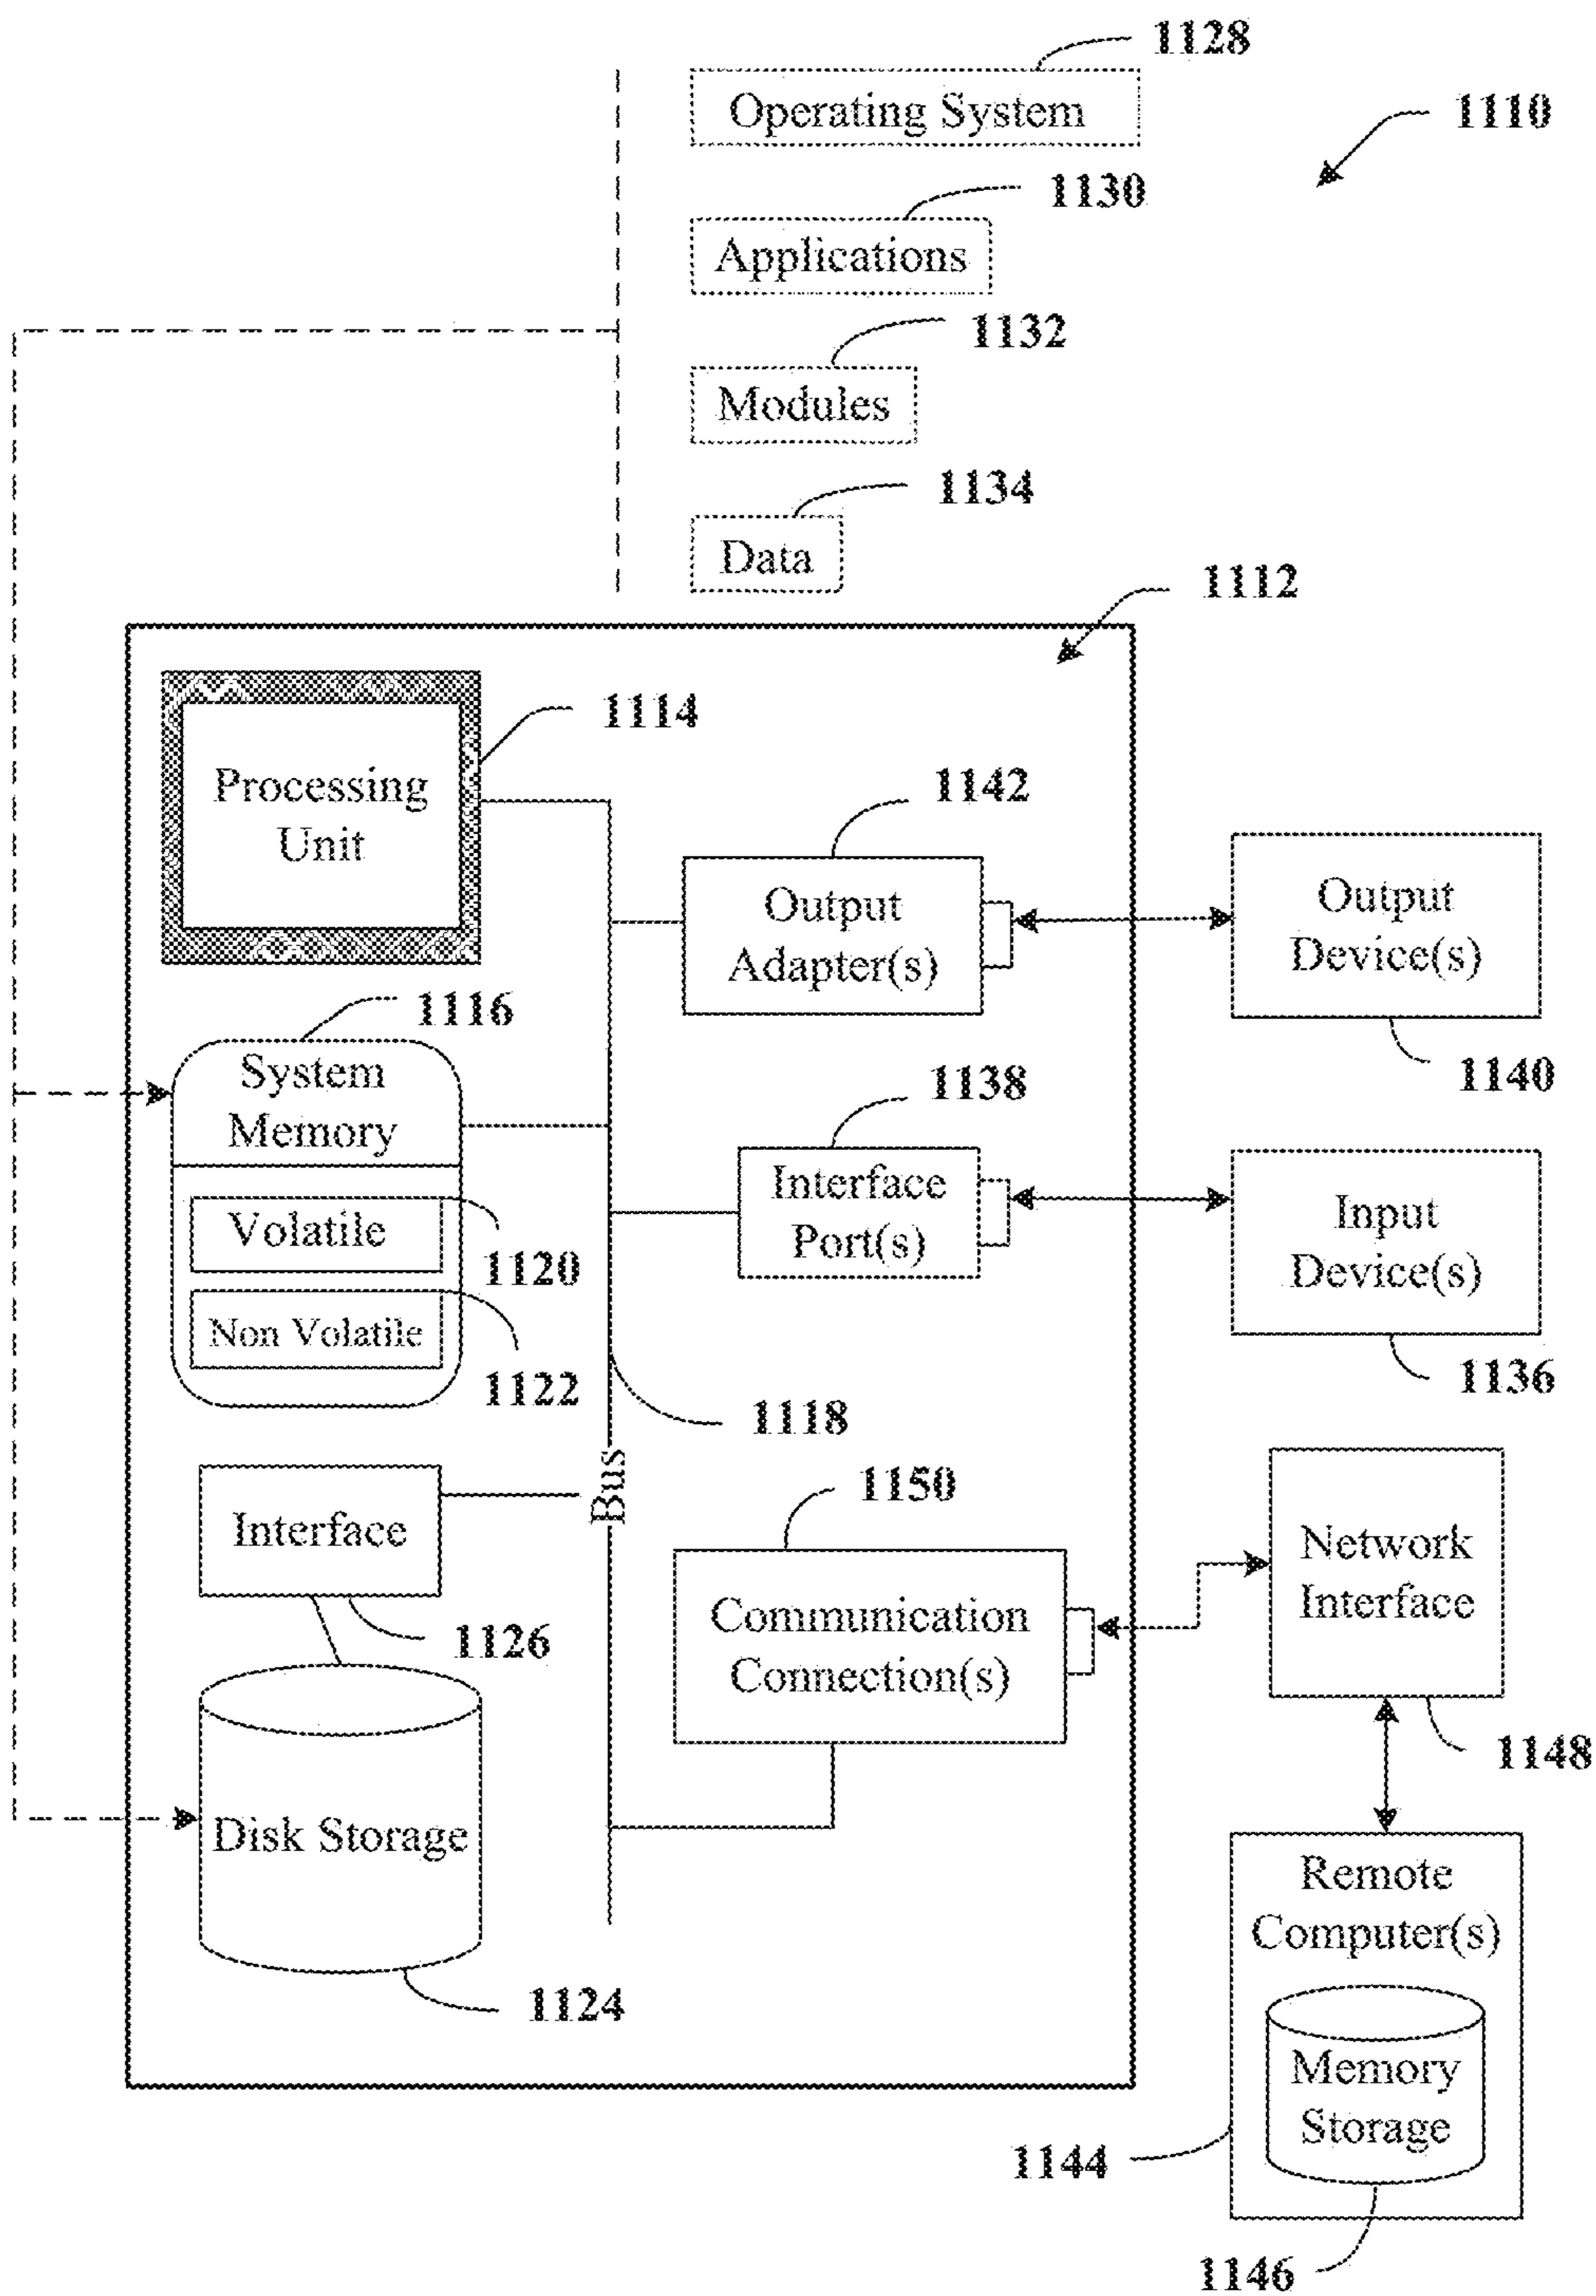 1128
Operating System
1110
1130
Applications
1132
Modules
1134
Data
1112
1114
Processing
Unit
1142
Output
Adapter(s)
Output
Device(s)
1140
1116
System
Memory
1138
Interface
Port(s)
Input
Device(s)
1136
Volatile
1120
Non Volatile
1122
1118
Bus
1150
Interface
1126
Communication
Connection(s)
Network
Interface
1148
Disk Storage
1124
Remote
Computer(s)
Memory
Storage
1144
1146